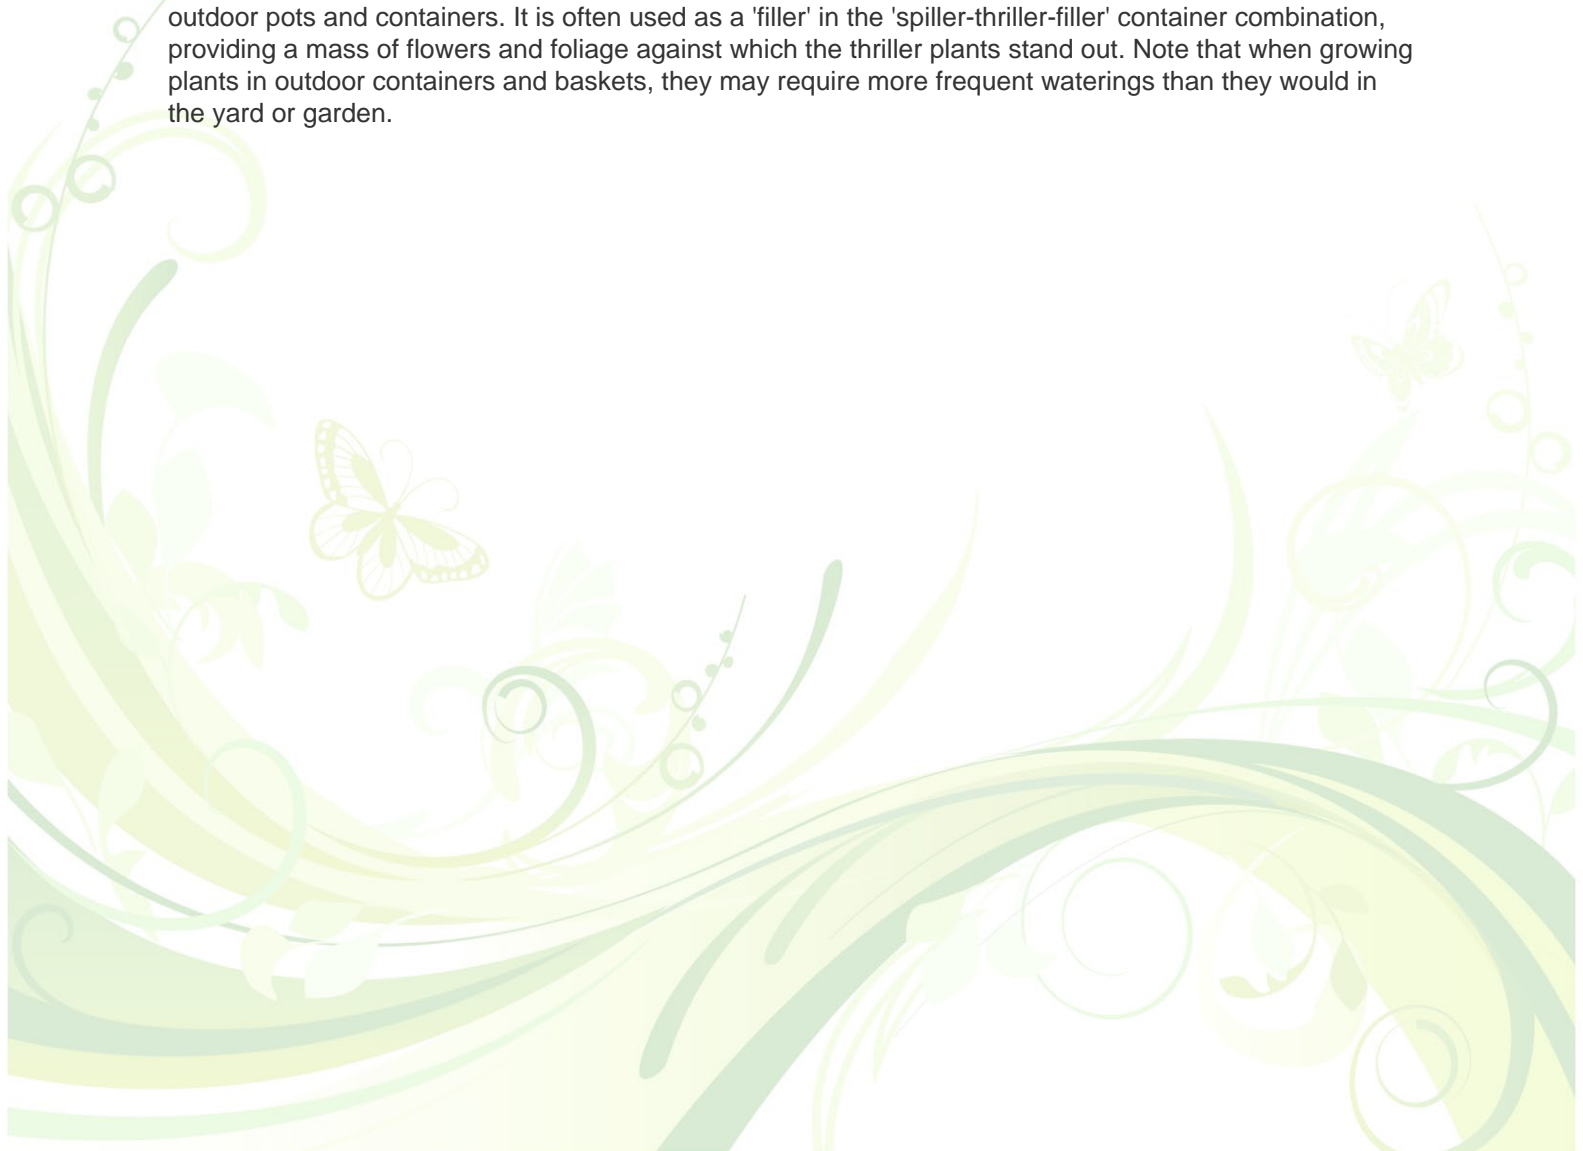 outdoor pots and containers. It is often used as a 'filler' in the 'spiller-thriller-filler' container combination,
providing a mass of flowers and foliage against which the thriller plants stand out. Note that when growing
plants in outdoor containers and baskets, they may require more frequent waterings than they would in
the yard or garden.